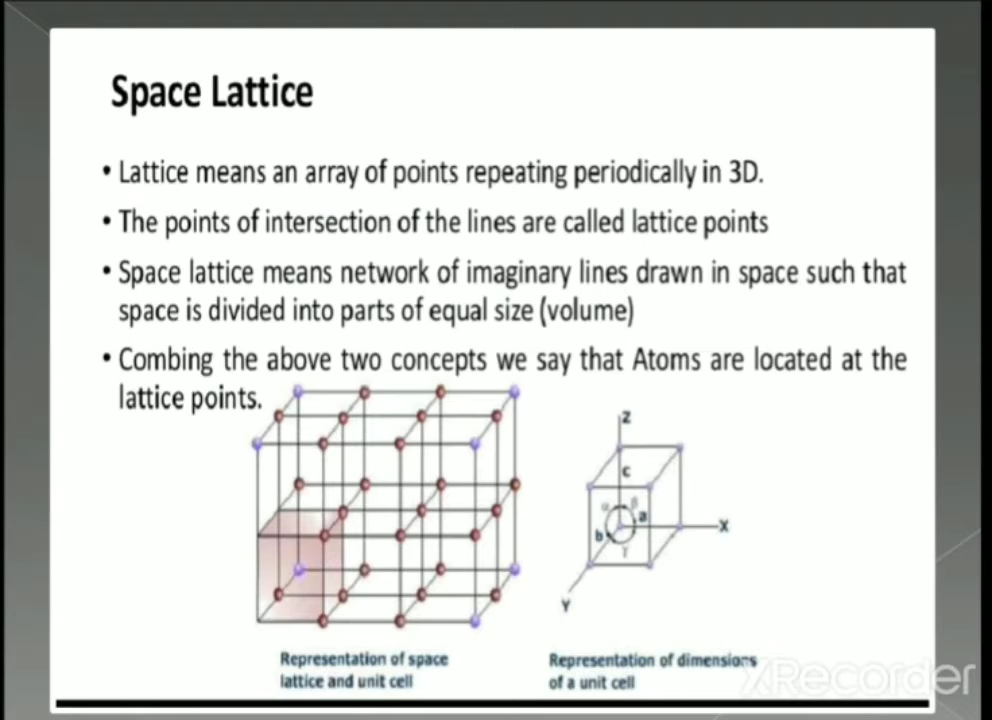 Space Lattice
• Lattice means an array of points repeating periodically in 3D.
• The points of intersection of the lines are called lattice points
• Space lattice means network of imaginary lines drawn in space such that
space is divided into parts of equal size (volume)
• Combing the above two concepts we say that Atoms are located at the
lattice points.
Z
c
α β
a
b
γ
X
Y
Representation of space
lattice and unit cell
Representation of dimensions
of a unit cell
XRecorder